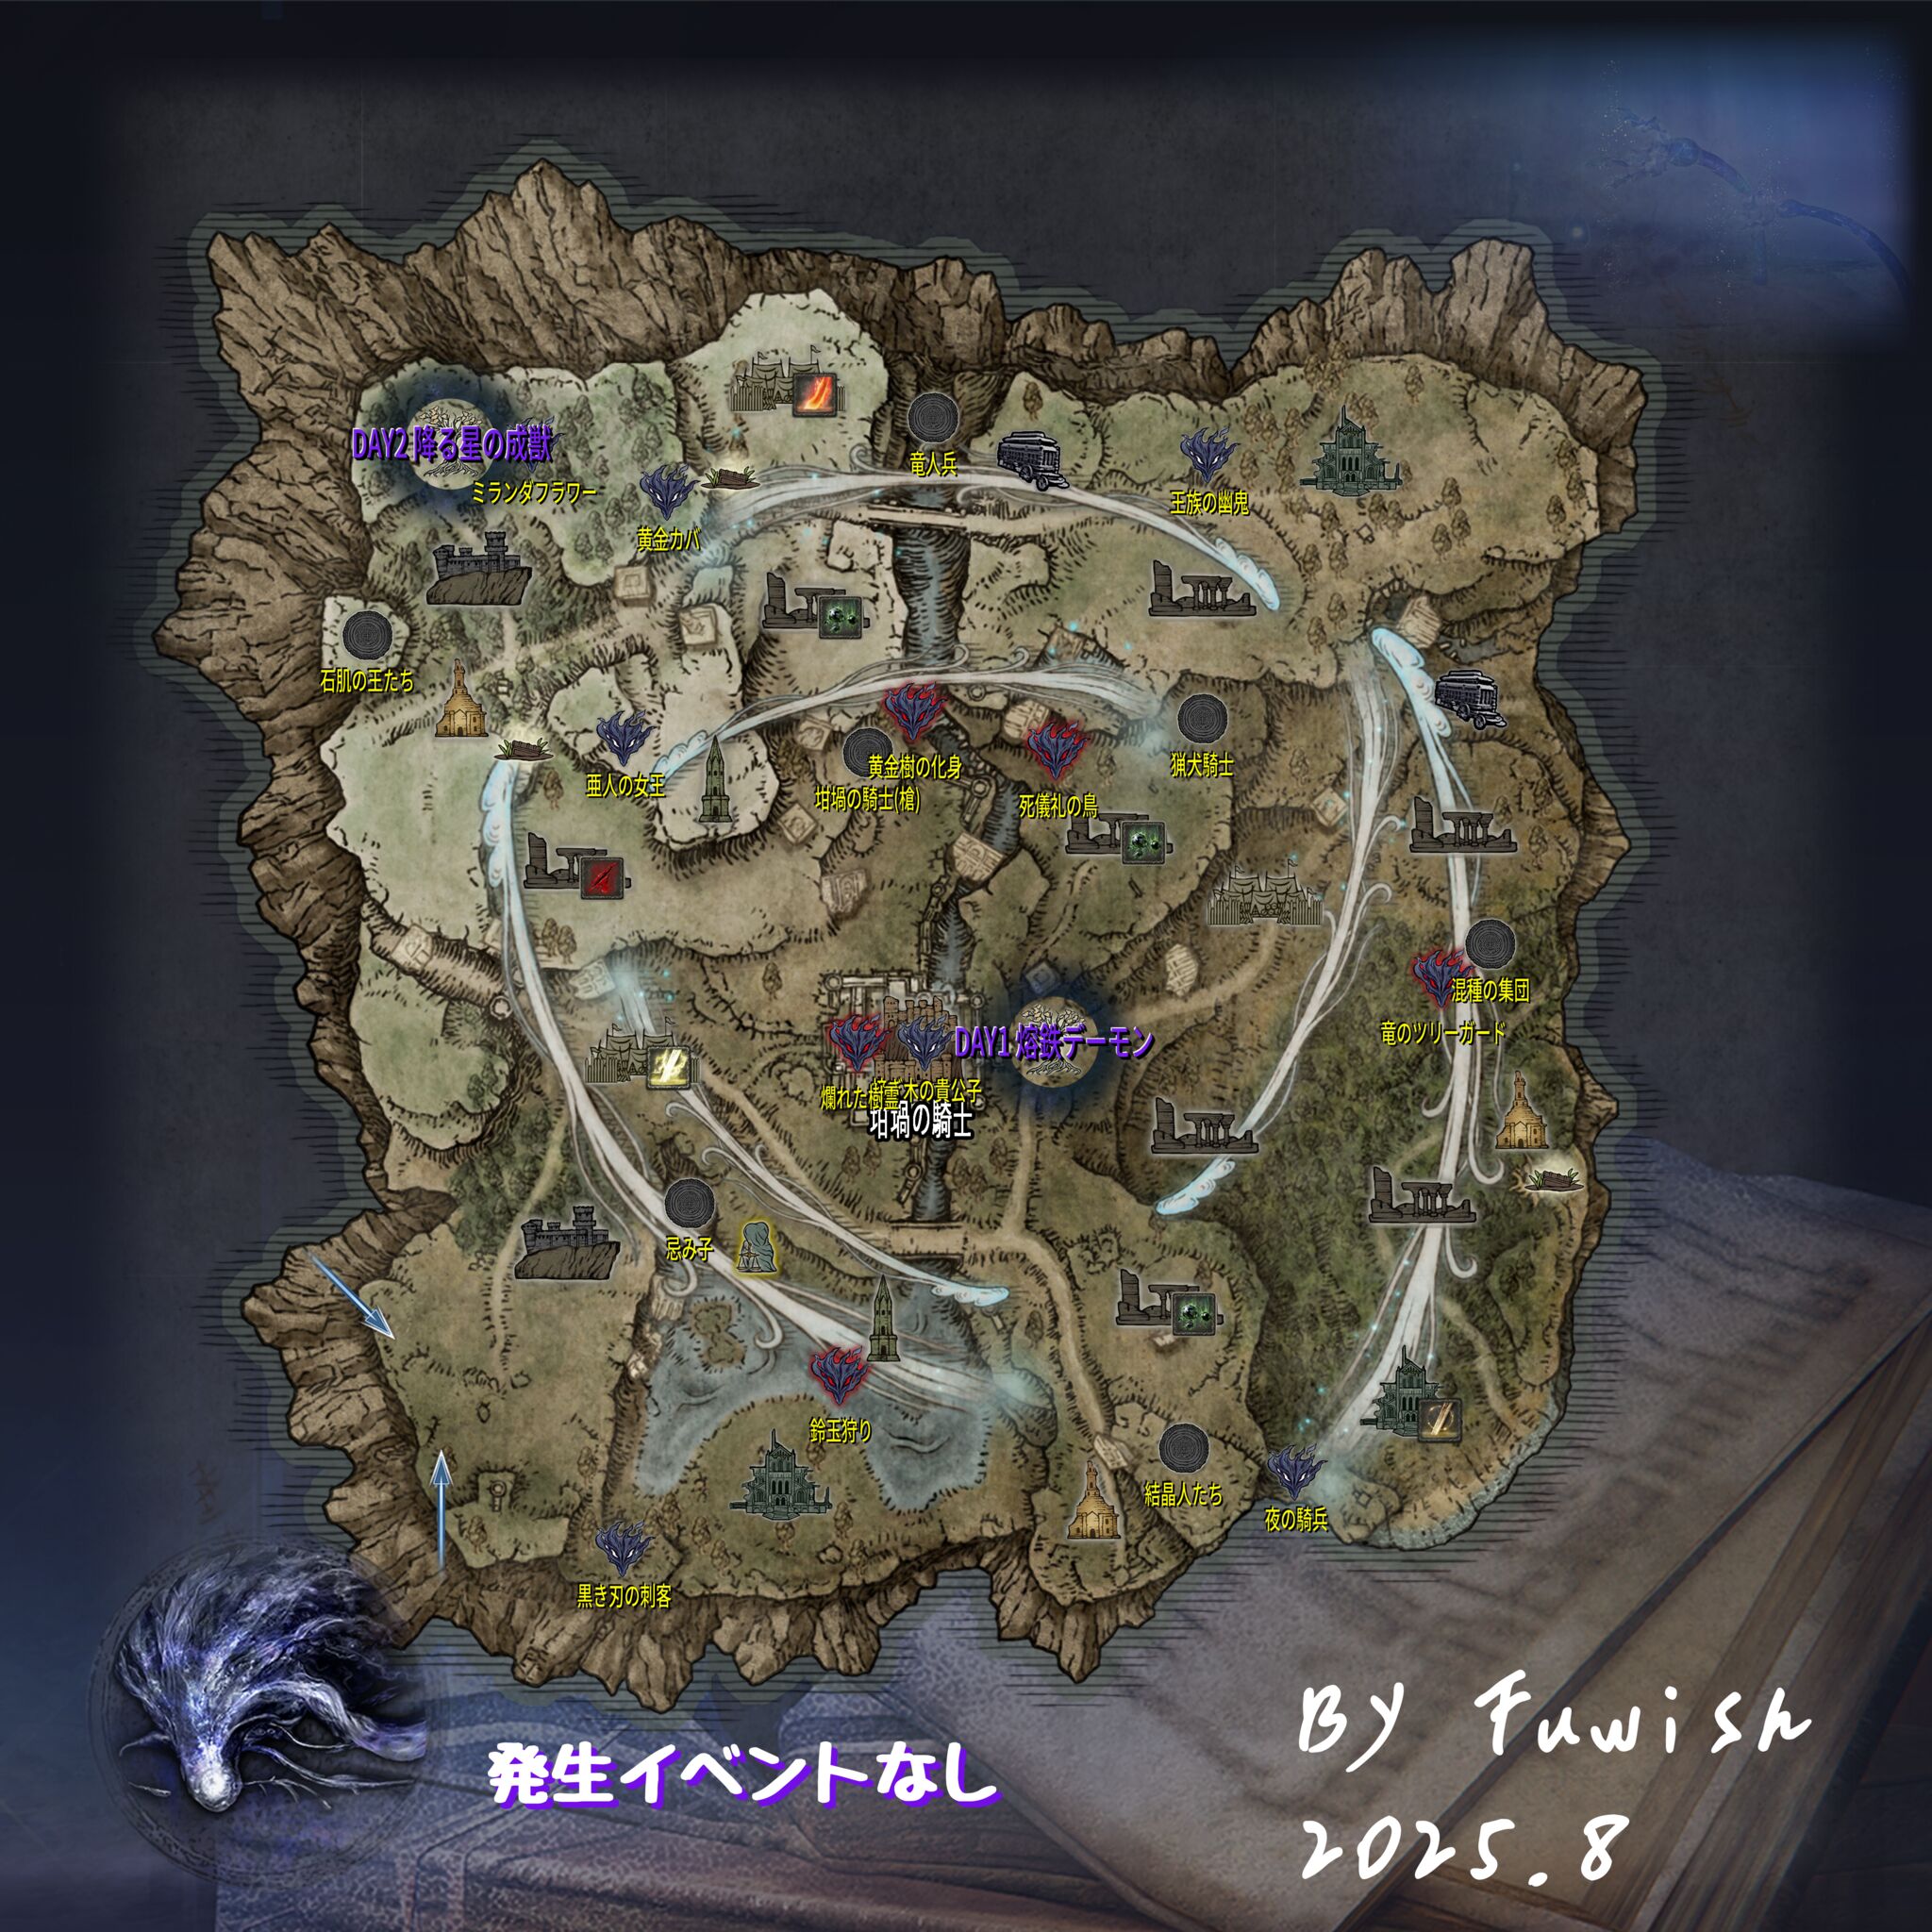 DAY2 降る星の成獣
ミランダフラワー
黄金カバ
竜人兵
王族の幽鬼
石肌の王たち
亜人の女王
黄金樹の化身
坩堝の騎士(槍)
死儀礼の鳥
猟犬騎士
混種の集団
竜のツリーガード
DAY1 熔鉄デーモン
爛れた樹霊
接ぎ木の貴公子
坩堝の騎士
忌み子
鈴玉狩り
結晶人たち
夜の騎兵
黒き刃の刺客
発生イベントなし
BY Fuwish
2025.8